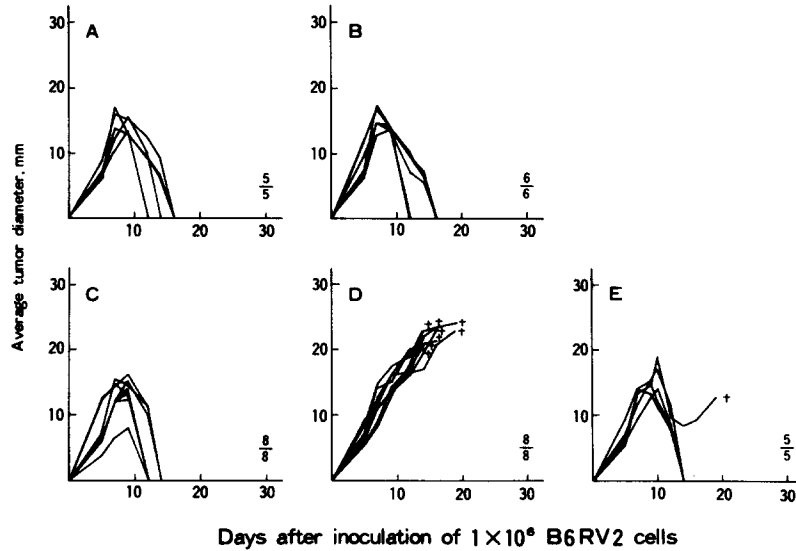 Average tumor diameter, mm
30
20
10
A
5/5
10 20 30
30
20
10
B
6/6
10 20 30
30
20
10
C
8/8
10 20 30
30
20
10
D
† † † † † † † †
8/8
10 20 30
30
20
10
E
†
5/5
10 20 30
Days after inoculation of 1×10⁶ B6RV2 cells